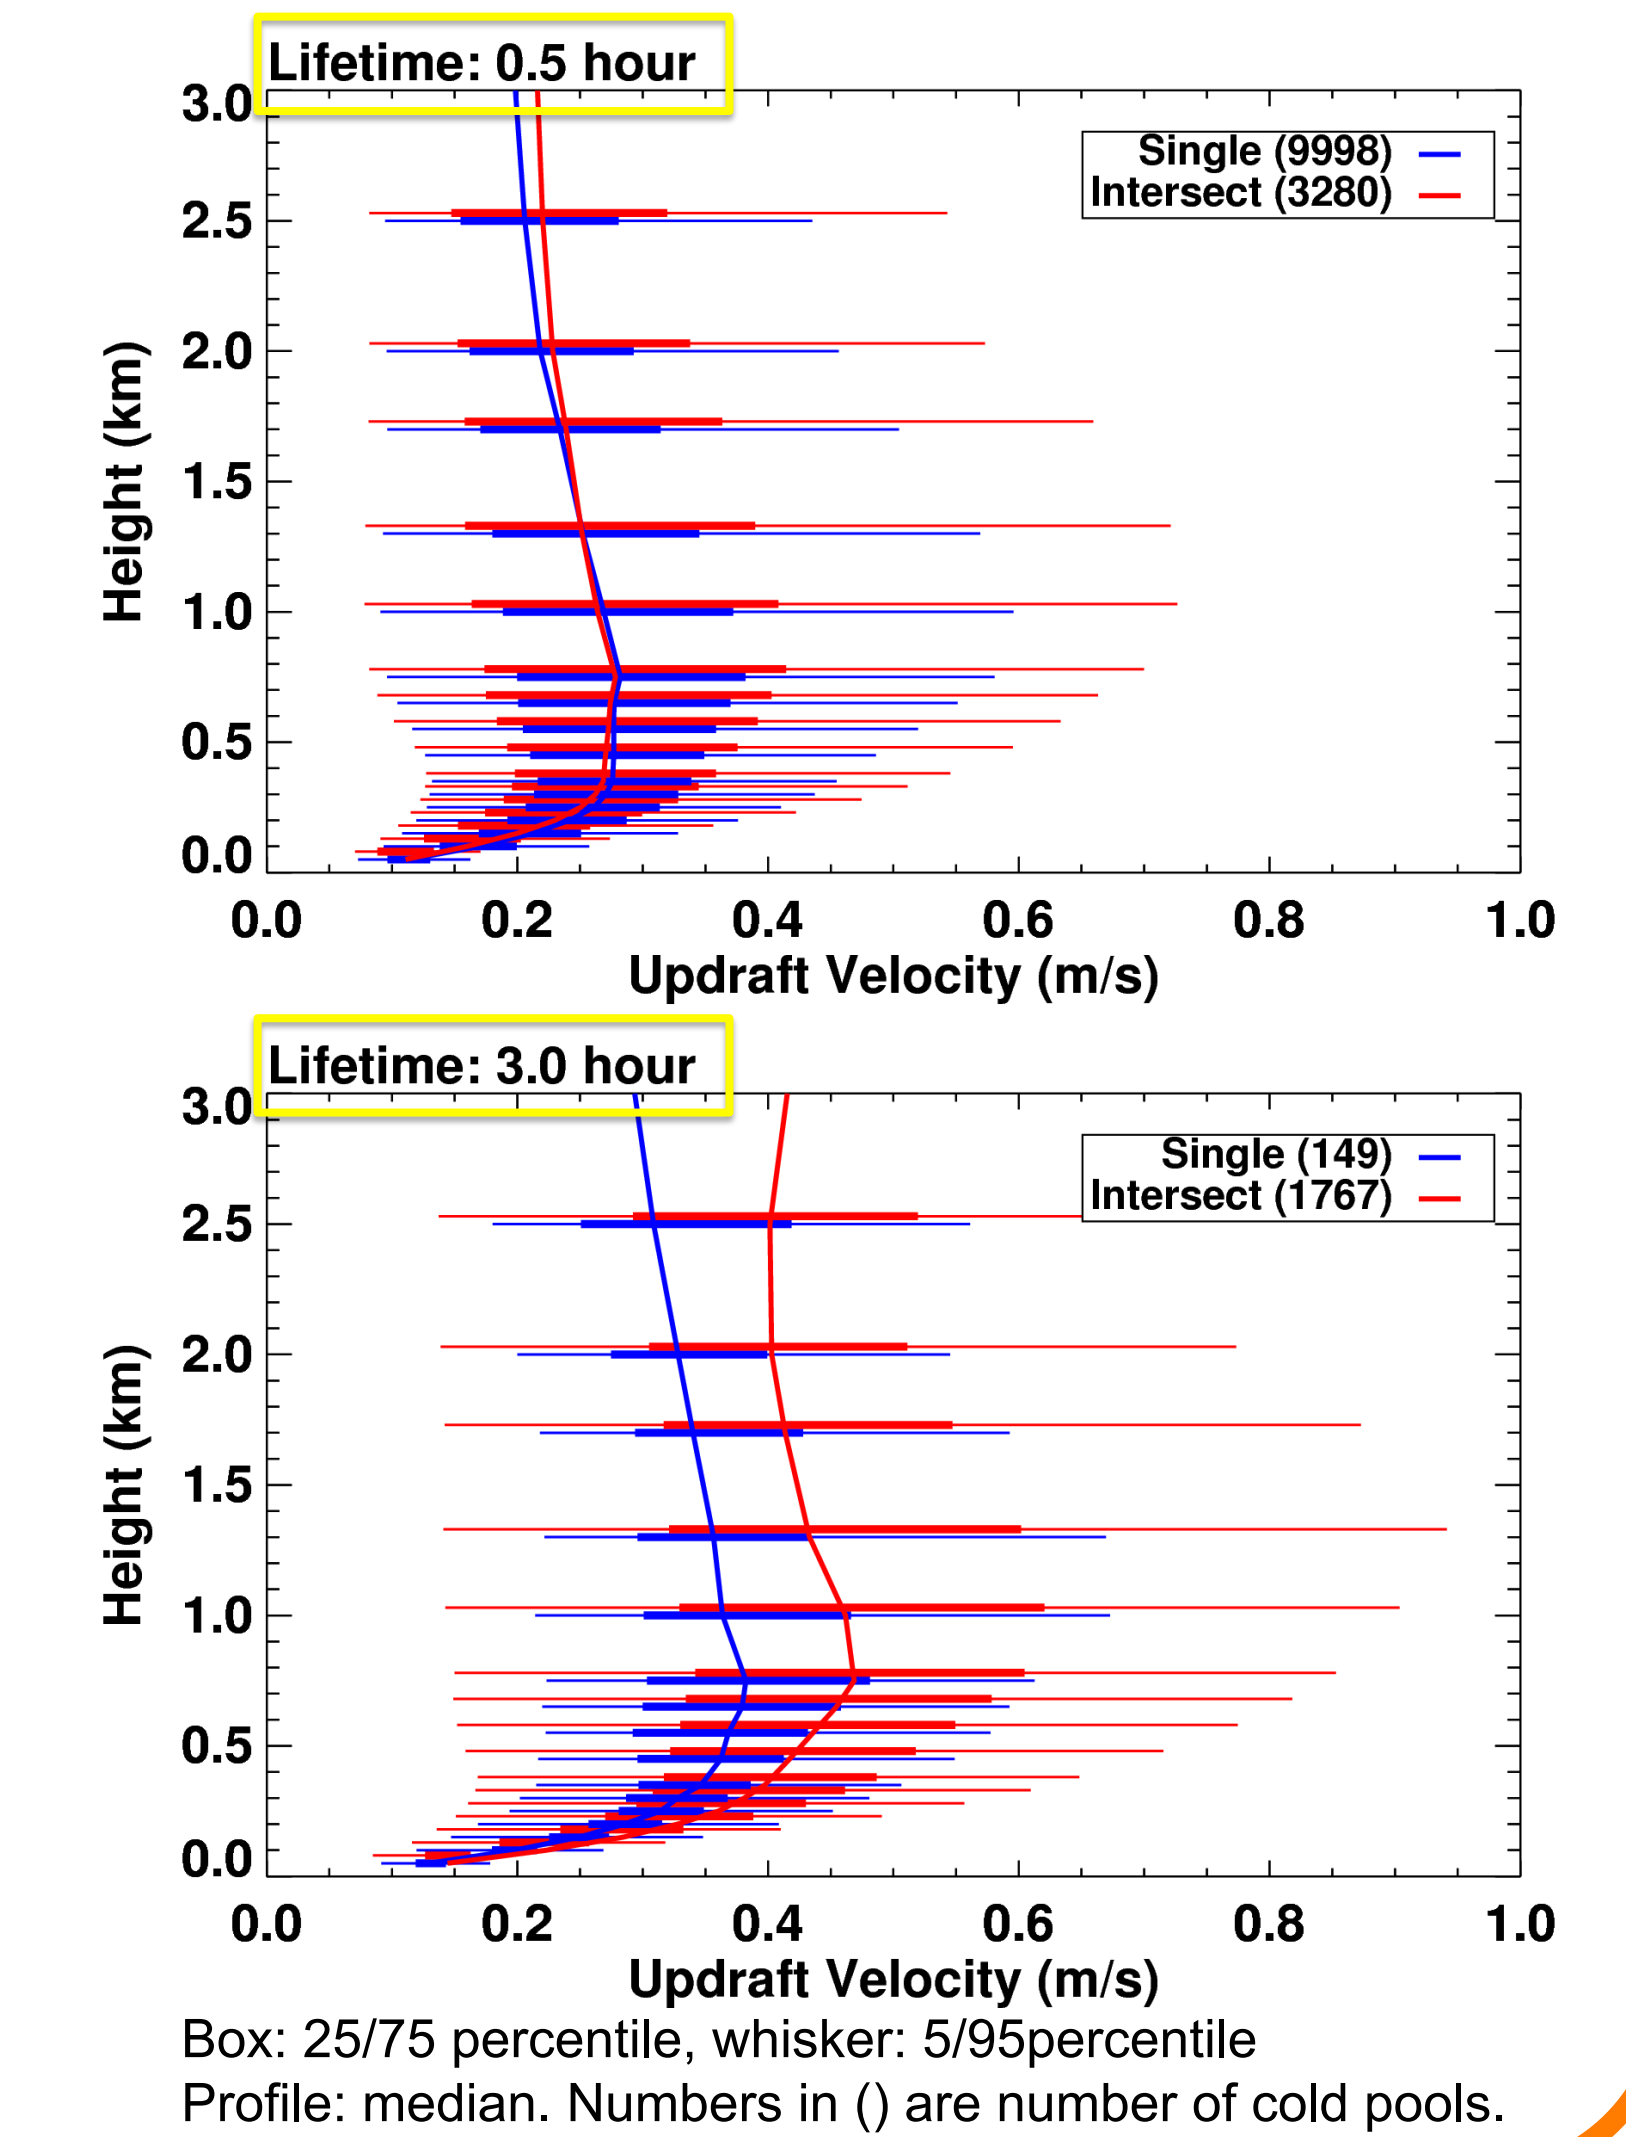 Lifetime: 0.5 hour
3.0
Single (9998)
Intersect (3280)
2.5
2.0
1.5
1.0
0.5
0.0
Height (km)
0.0 0.2 0.4 0.6 0.8 1.0
Updraft Velocity (m/s)
Lifetime: 3.0 hour
3.0
Single (149)
Intersect (1767)
2.5
2.0
1.5
1.0
0.5
0.0
Height (km)
0.0 0.2 0.4 0.6 0.8 1.0
Updraft Velocity (m/s)
Box: 25/75 percentile, whisker: 5/95percentile
Profile: median. Numbers in () are number of cold pools.